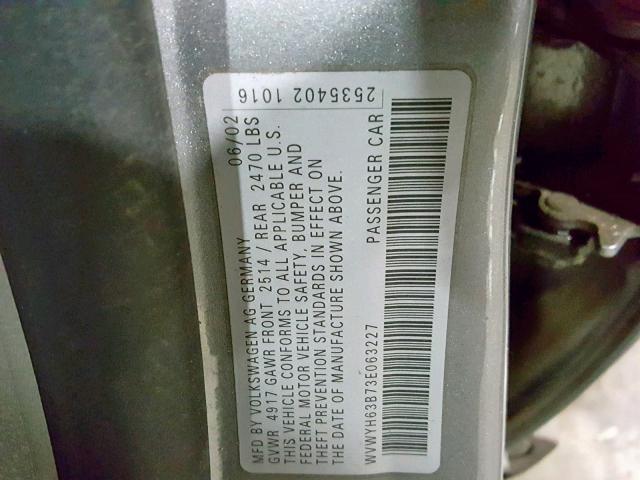 MFD BY VOLKSWAGEN AG GERMANY 06/02
GVWR 4917 GAWR FRONT 2514 / REAR 2470 LBS
THIS VEHICLE CONFORMS TO ALL APPLICABLE U.S.
FEDERAL MOTOR VEHICLE SAFETY, BUMPER AND
THEFT PREVENTION STANDARDS IN EFFECT ON
THE DATE OF MANUFACTURE SHOWN ABOVE.
WVWYH63B73E063227 PASSENGER CAR
2535402 1016